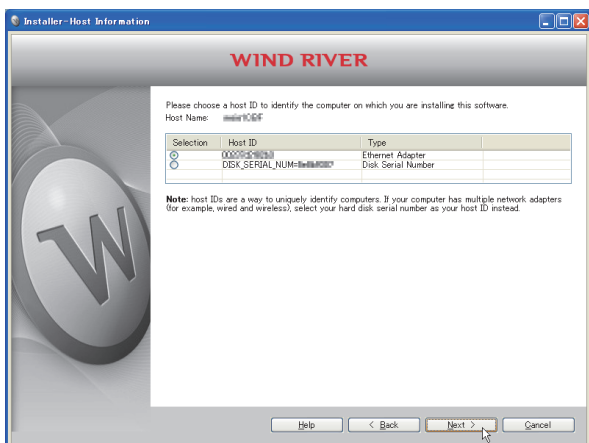 Installer-Host Information
WIND RIVER
Please choose a host ID to identify the computer on which you are installing this software.
Host Name:
Selection Host ID Type
Ethernet Adapter
DISK_SERIAL_NUM= Disk Serial Number
Note: host IDs are a way to uniquely identify computers. If your computer has multiple network adapters
(for example, wired and wireless), select your hard disk serial number as your host ID instead.
W
Help < Back Next > Cancel